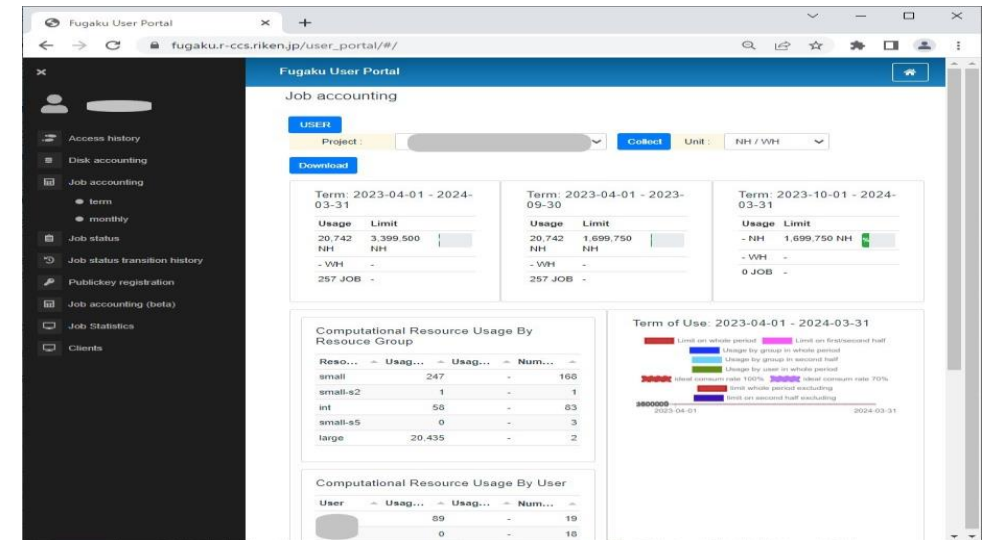 Fugaku User Portal
fugaku.r-ccs.riken.jp/user_portal/#/
Access history
Disk accounting
Job accounting
term
monthly
Job status
Job status transition history
Publickey registration
Job accounting (beta)
Job Statistics
Clients
Fugaku User Portal
Job accounting
USER
Project : Collect Unit : NH / WH
Download
Term: 2023-04-01 - 2024-
03-31
Usage Limit
20,742 3,399,500
NH NH
- WH -
257 JOB -
Term: 2023-04-01 - 2023-
09-30
Usage Limit
20,742 1,699,750
NH NH
- WH -
257 JOB -
Term: 2023-10-01 - 2024-
03-31
Usage Limit
- NH 1,699,750 NH %
- WH -
0 JOB -
Computational Resource Usage By
Resouce Group
Reso... Usag... Usag... Num...
small 247 - 168
small-s2 1 - 1
int 58 - 83
small-s5 0 - 3
large 20,435 - 2
Term of Use: 2023-04-01 - 2024-03-31
Limit on whole period Limit on first/second half
Usage by group in whole period
Usage by group in second half
Usage by user in whole period
ideal consum rate 100% ideal consum rate 70%
limit whole period excluding
limit on second half excluding
2023-04-01 2024-03-31
Computational Resource Usage By User
User Usag... Usag... Num...
89 - 19
0 - 18